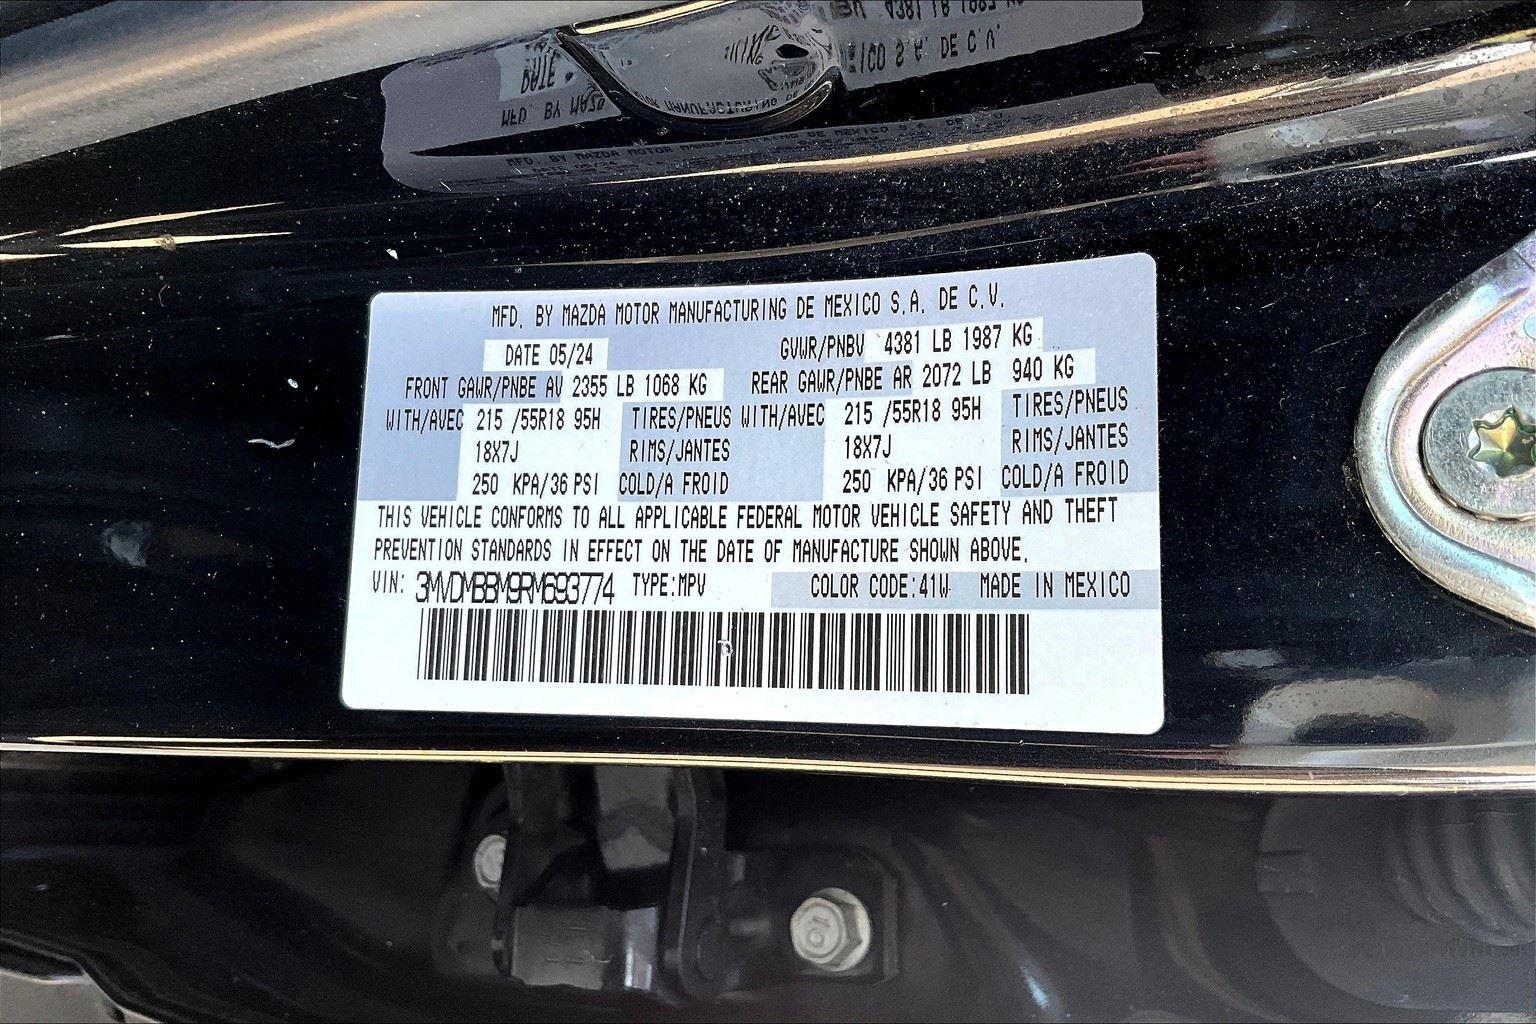 MFD. BY MAZDA MOTOR MANUFACTURING DE MEXICO S.A. DE C.V.
DATE 05/24 GVWR/PNBV 4381 LB 1987 KG
FRONT GAWR/PNBE AV 2355 LB 1068 KG REAR GAWR/PNBE AR 2072 LB 940 KG
WITH/AVEC 215 /55R18 95H TIRES/PNEUS WITH/AVEC 215 /55R18 95H TIRES/PNEUS
18X7J RIMS/JANTES 18X7J RIMS/JANTES
250 KPA/36 PSI COLD/A FROID 250 KPA/36 PSI COLD/A FROID
THIS VEHICLE CONFORMS TO ALL APPLICABLE FEDERAL MOTOR VEHICLE SAFETY AND THEFT
PREVENTION STANDARDS IN EFFECT ON THE DATE OF MANUFACTURE SHOWN ABOVE.
VIN: 3MVDMBBM9RM693774 TYPE:MPV COLOR CODE:41W MADE IN MEXICO